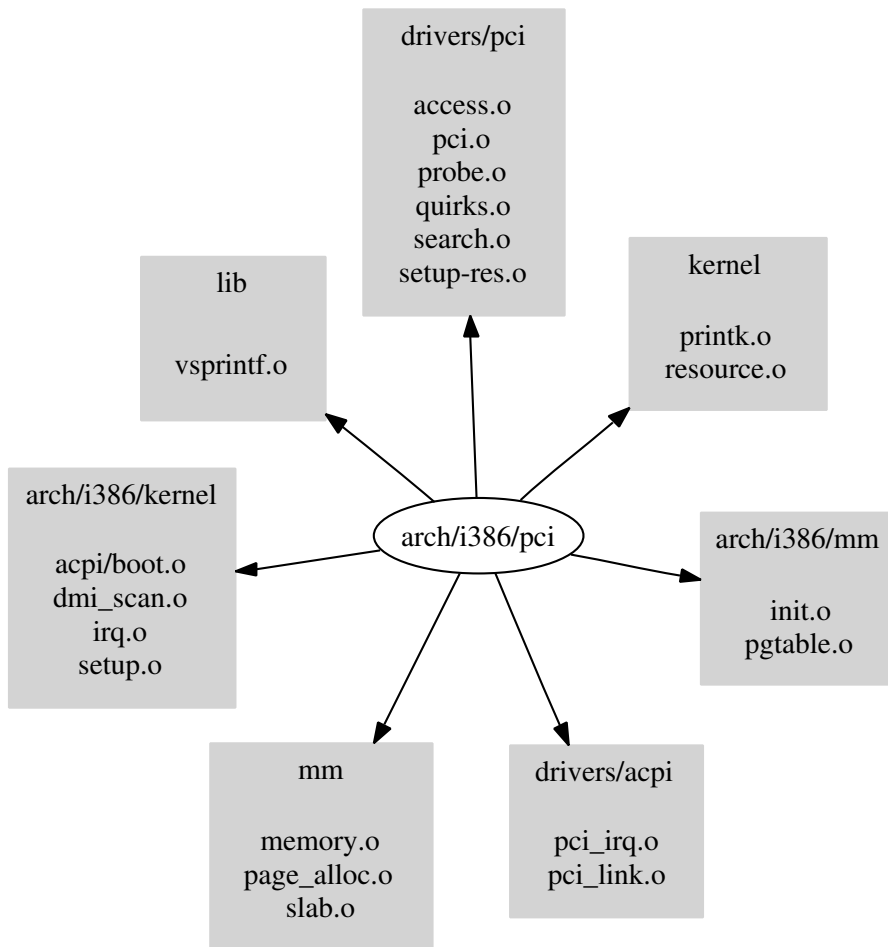 drivers/pci
access.o
pci.o
probe.o
quirks.o
search.o
setup-res.o
kernel
printk.o
resource.o
lib
vsprintf.o
arch/i386/kernel
acpi/boot.o
dmi_scan.o
irq.o
setup.o
arch/i386/pci
arch/i386/mm
init.o
pgtable.o
mm
memory.o
page_alloc.o
slab.o
drivers/acpi
pci_irq.o
pci_link.o